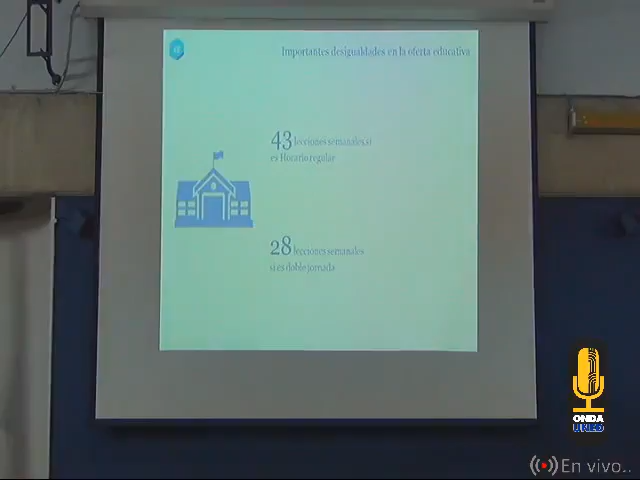 Importantes desigualdades en la oferta educativa
43 lecciones semanales, si
es Horario regular
28 lecciones semanales
si es doble jornada
ONDA
UNED
En vivo..